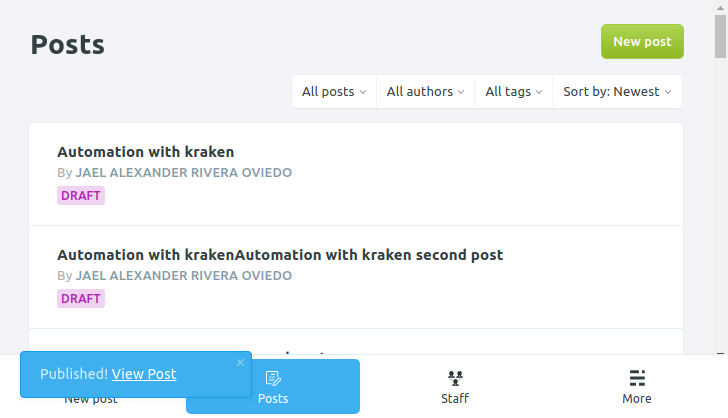 Posts
New post
All posts
All authors
All tags
Sort by: Newest
Automation with kraken
By JAEL ALEXANDER RIVERA OVIEDO
DRAFT
Automation with krakenAutomation with kraken second post
By JAEL ALEXANDER RIVERA OVIEDO
DRAFT
Published! View Post
New post
Posts
Staff
More